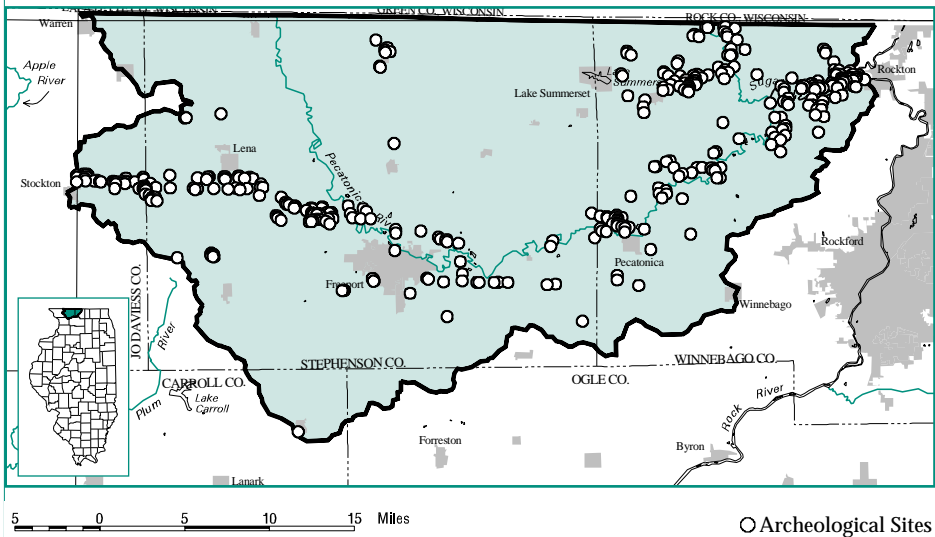 GREEN CO. WISCONSIN
ROCK CO. WISCONSIN
Warren
Apple
River
Rockton
Lake Summerset
Lena
Stockton
Pecatonica
River
Freeport
Pecatonica
Rockford
Winnebago
JO DAVIESS CO.
River
Plum
STEPHENSON CO.
WINNEBAGO CO.
CARROLL CO.
OGLE CO.
Lake
Carroll
Rock
River
Forreston
Byron
Lanark
5 0 5 10 15 Miles
Archeological Sites